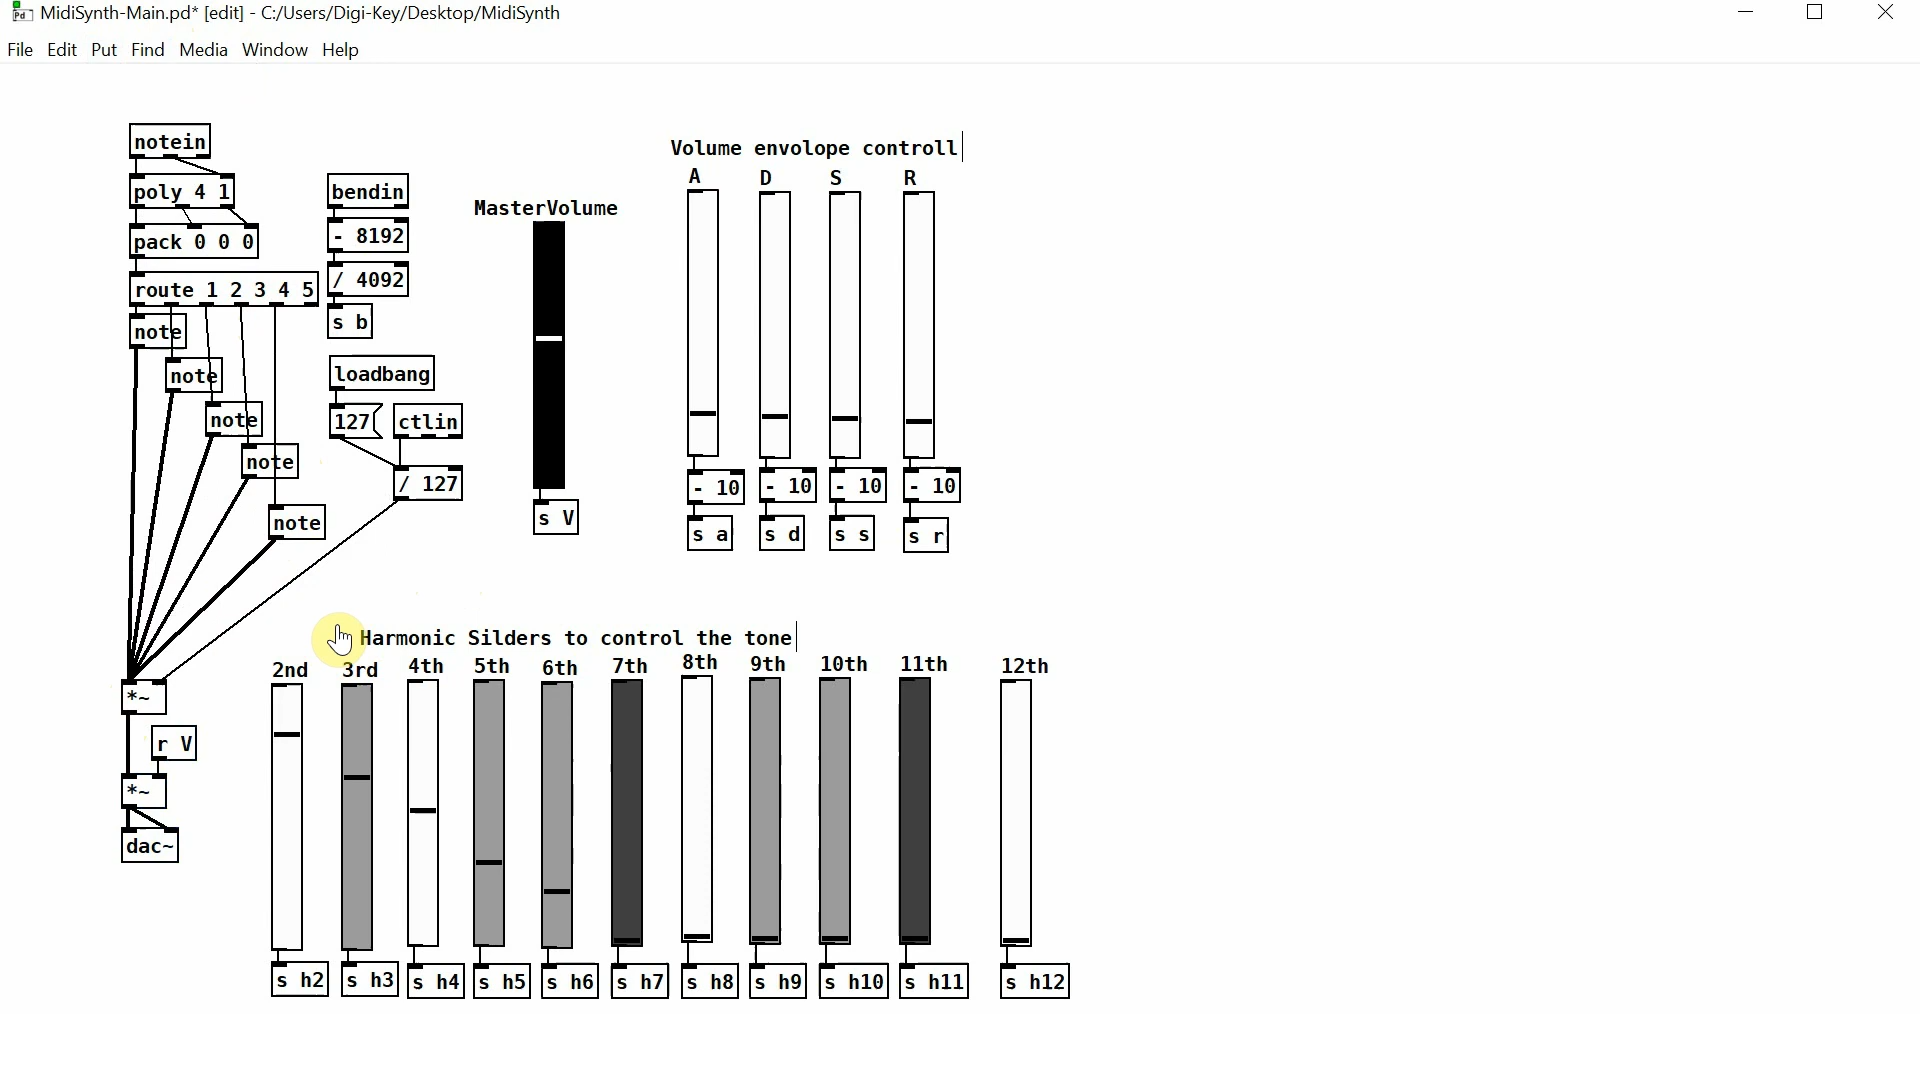 MidiSynth-Main.pd* [edit] - C:/Users/Digi-Key/Desktop/MidiSynth
File Edit Put Find Media Window Help
notein
poly 4 1
pack 0 0 0
route 1 2 3 4 5
note
note
note
note
note
bendin
- 8192
/ 4092
s b
loadbang
127
ctlin
/ 127
MasterVolume
s V
Volume envolope controll
A D S R
- 10 - 10 - 10 - 10
s a s d s s s r
*~
r V
*~
dac~
Harmonic Silders to control the tone
2nd 3rd 4th 5th 6th 7th 8th 9th 10th 11th 12th
s h2 s h3 s h4 s h5 s h6 s h7 s h8 s h9 s h10 s h11 s h12